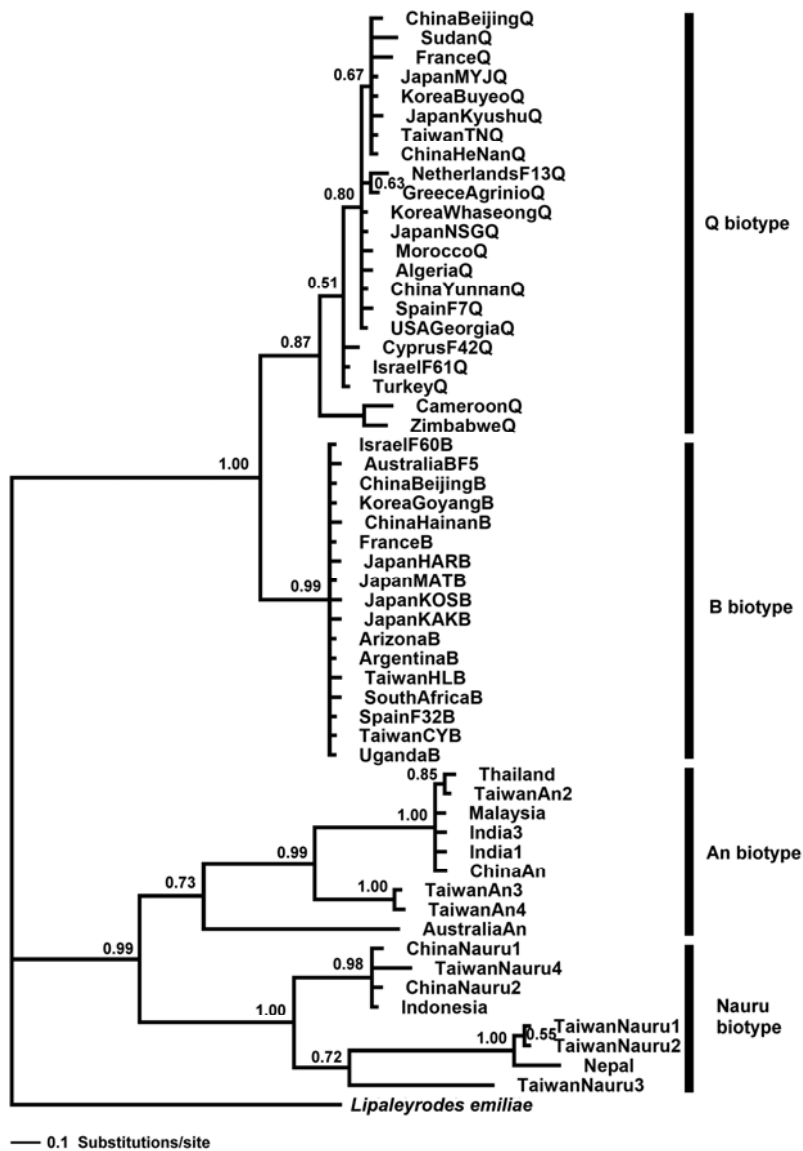 ChinaBeijingQ
SudanQ
FranceQ
0.67
JapanMYJQ
KoreaBuyeoQ
JapanKyushuQ
TaiwanTNQ
ChinaHeNanQ
NetherlandsF13Q
0.63
GreeceAgrinioQ
0.80
KoreaWhaseongQ
JapanNSGQ
Q biotype
MoroccoQ
AlgeriaQ
0.51
ChinaYunnanQ
SpainF7Q
USAGeorgiaQ
0.87
CyprusF42Q
IsraelF61Q
TurkeyQ
CameroonQ
ZimbabweQ
IsraelF60B
1.00
AustraliaBF5
ChinaBeijingB
KoreaGoyangB
ChinaHainanB
FranceB
JapanHARB
0.99
JapanMATB
JapanKOSB
B biotype
JapanKAKB
ArizonaB
ArgentinaB
TaiwanHLB
SouthAfricaB
SpainF32B
TaiwanCYB
UgandaB
0.85
Thailand
TaiwanAn2
1.00
Malaysia
India3
India1
An biotype
0.99
ChinaAn
0.73
1.00
TaiwanAn3
TaiwanAn4
AustraliaAn
0.99
ChinaNauru1
0.98
TaiwanNauru4
ChinaNauru2
1.00
Indonesia
Nauru
biotype
TaiwanNauru1
1.00
0.55
TaiwanNauru2
0.72
Nepal
TaiwanNauru3
Lipaleyrodes emiliae
0.1 Substitutions/site